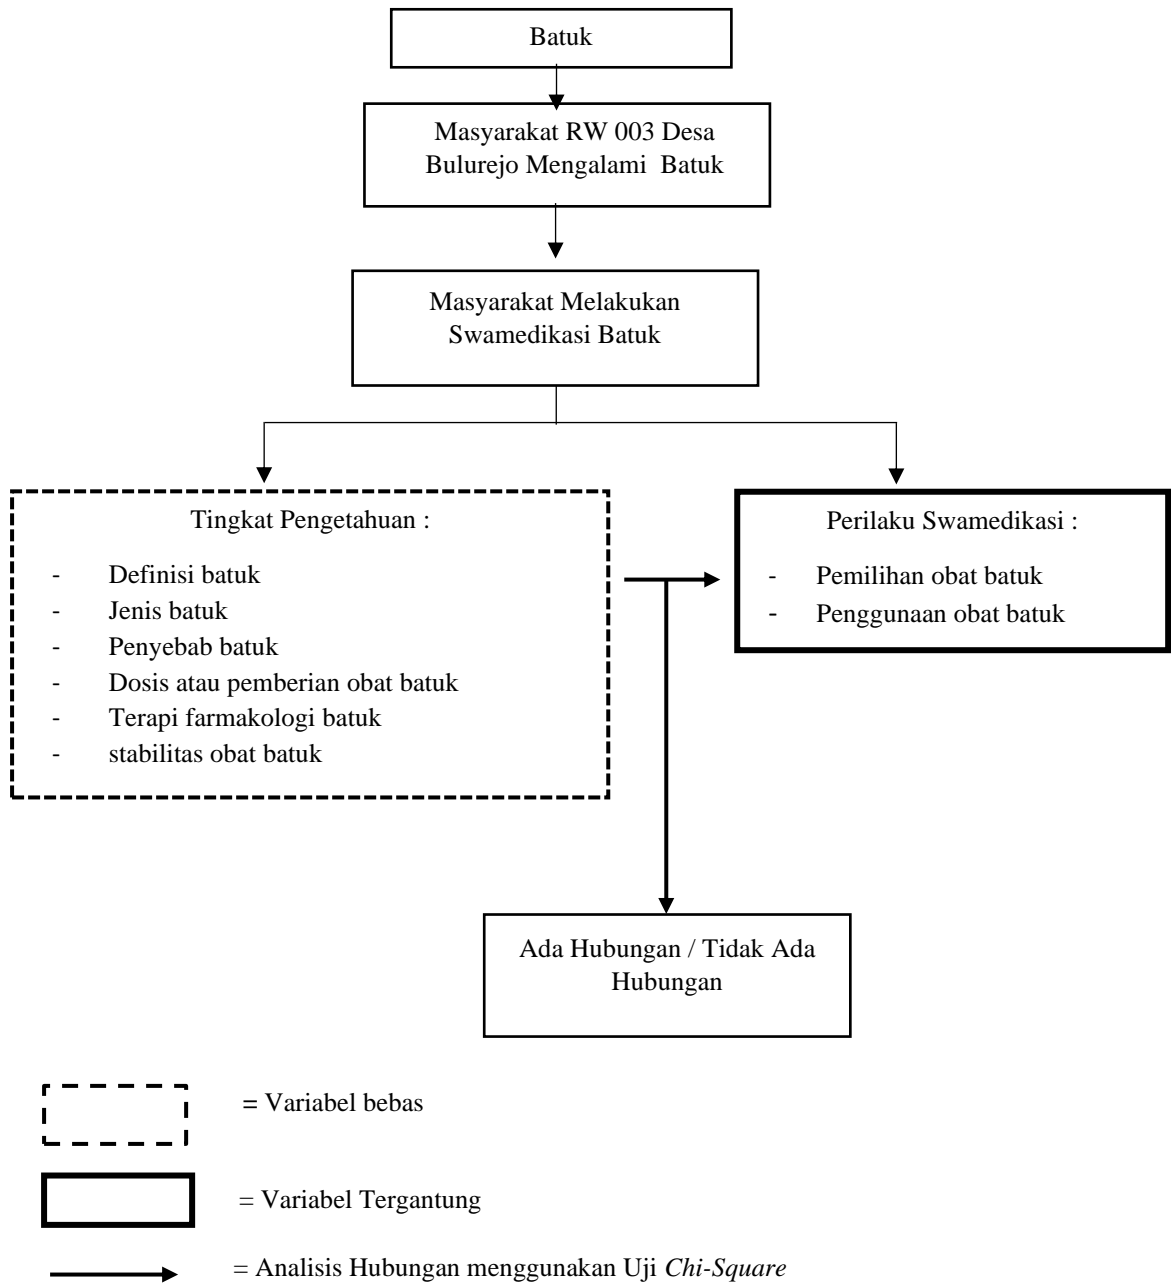 Batuk
Masyarakat RW 003 Desa
Bulurejo Mengalami Batuk
Masyarakat Melakukan
Swamedikasi Batuk
Tingkat Pengetahuan :
- Definisi batuk
- Jenis batuk
- Penyebab batuk
- Dosis atau pemberian obat batuk
- Terapi farmakologi batuk
- stabilitas obat batuk
Perilaku Swamedikasi :
- Pemilihan obat batuk
- Penggunaan obat batuk
Ada Hubungan / Tidak Ada
Hubungan
= Variabel bebas
= Variabel Tergantung
= Analisis Hubungan menggunakan Uji Chi-Square